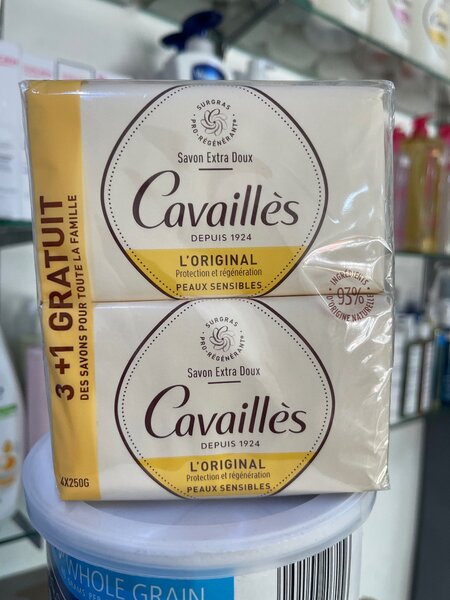 SURGRAS
PRO-RÉGÉNÉRANT®
Savon Extra Doux
Cavaillès
DEPUIS 1924
L'ORIGINAL
Protection et régénération
PEAUX SENSIBLES
INGRÉDIENTS
93%
D'ORIGINE NATURELLE
3+1 GRATUIT
DES SAVONS POUR TOUTE LA FAMILLE
4X250G
SURGRAS
PRO-RÉGÉNÉRANT®
Savon Extra Doux
Cavaillès
DEPUIS 1924
L'ORIGINAL
Protection et régénération
PEAUX SENSIBLES
WHOLE GRAIN